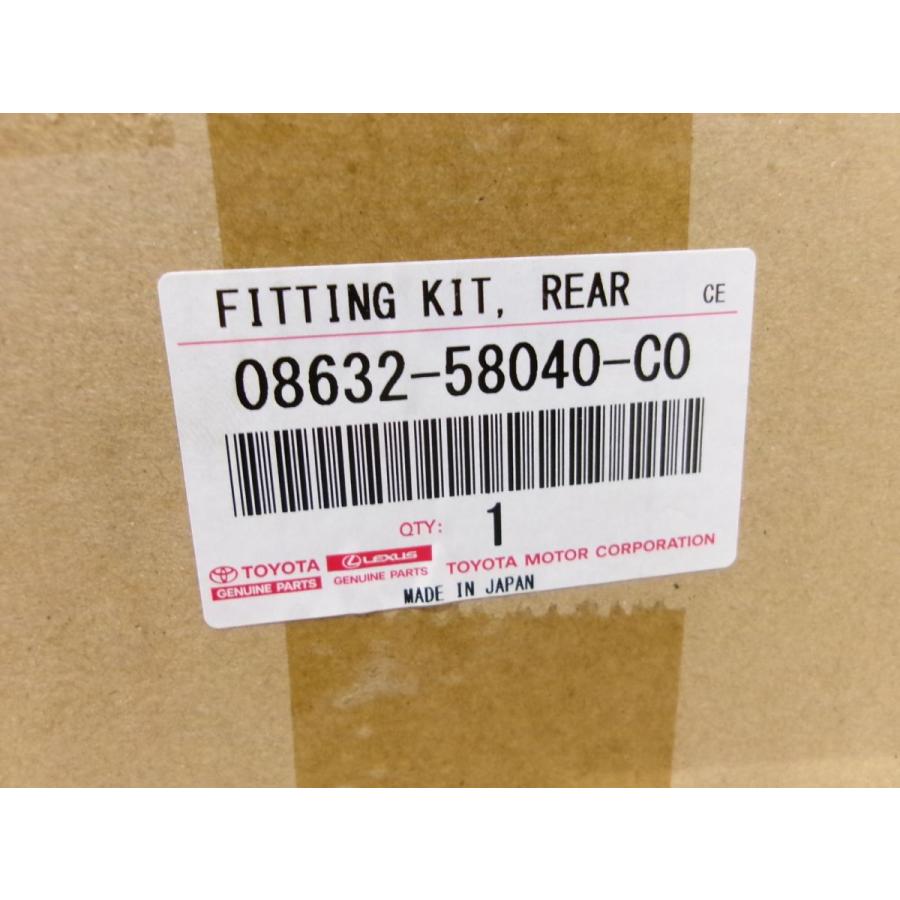 FITTING KIT, REAR CE
08632-58040-C0
QTY: 1
TOYOTA LEXUS TOYOTA MOTOR CORPORATION
GENUINE PARTS GENUINE PARTS
MADE IN JAPAN